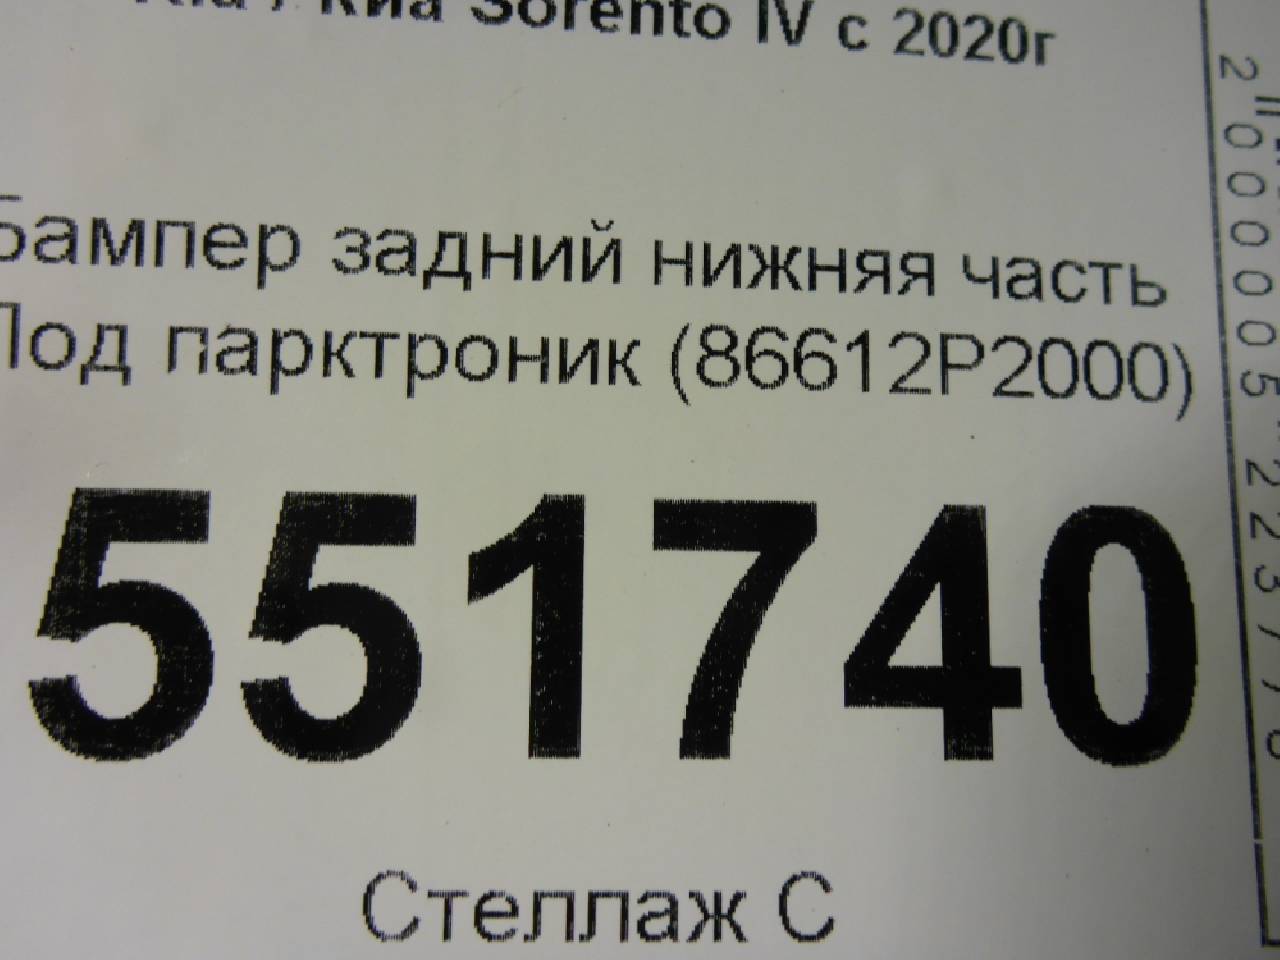 Kia / Киа Sorento IV с 2020г
Бампер задний нижняя часть
Под парктроник (86612P2000)
551740
Стеллаж С